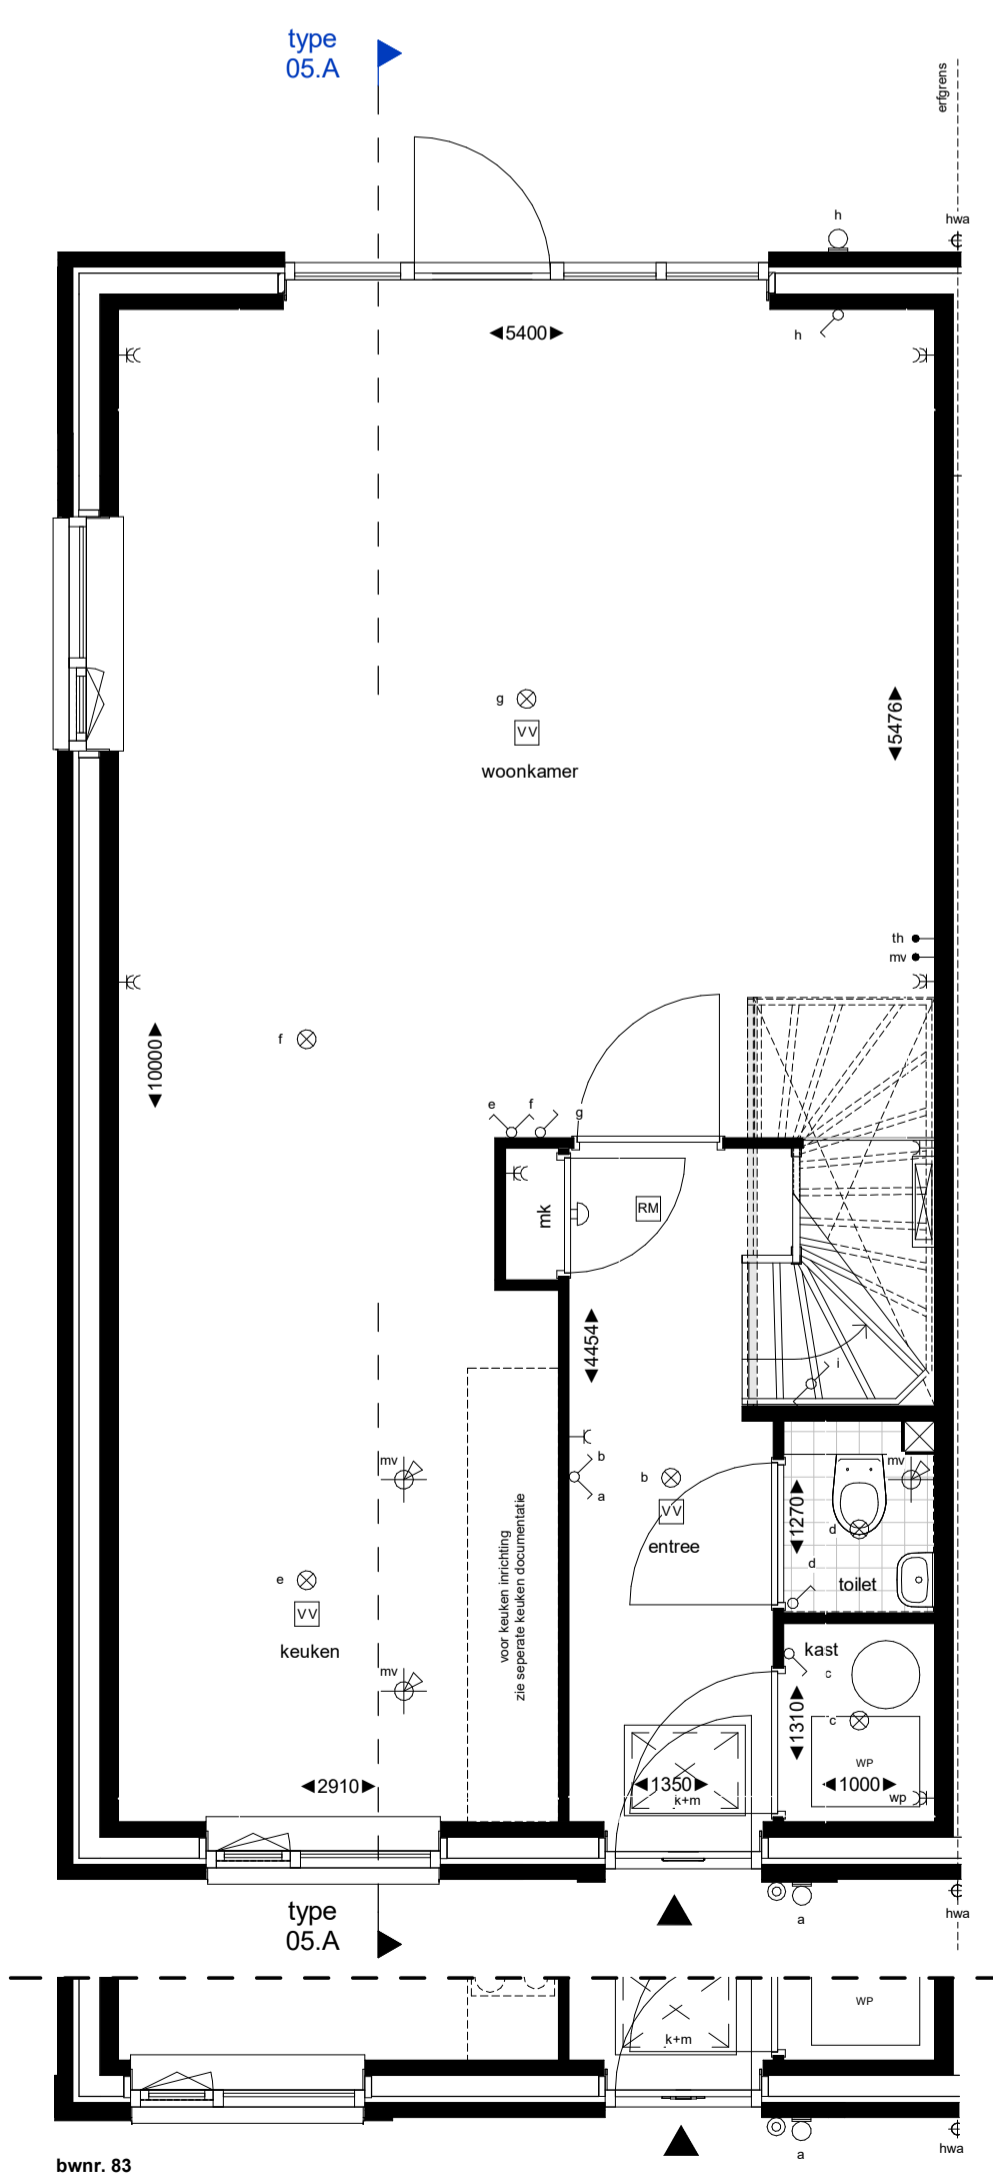 type
05.A
erfgrens
h
hwa
◄5400►
h
g
VV
woonkamer
◄5476►
th
mv
f
◄10000►
e
f
g
mk
RM
◄4454►
i
mv
b
a
b
VV
entree
◄1270►
mv
d
d
toilet
voor keuken inrichting
zie seperate keuken documentatie
e
VV
keuken
mv
kast
c
c
◄1310►
WP
◄2910►
◄1350►
k+m
◄1000►
wp
type
05.A
a
hwa
WP
k+m
a
hwa
bwnr. 83